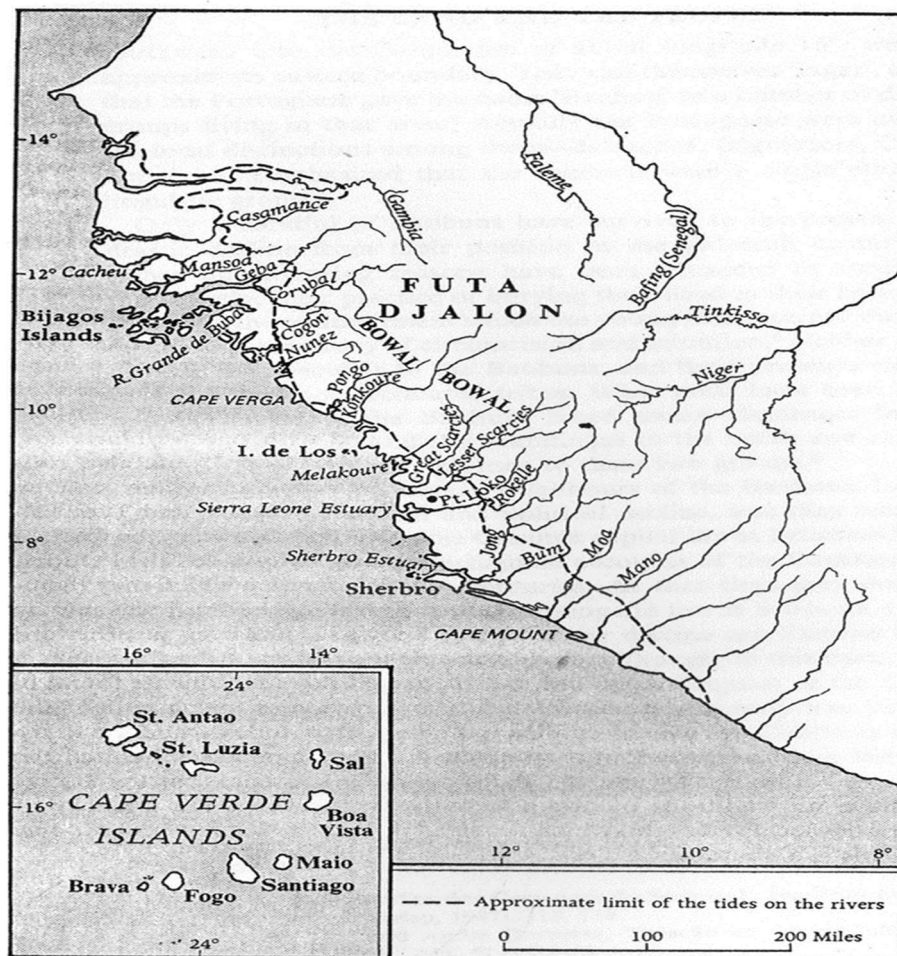 14°
Faleme
Gambia
Casamance
Bafing(Senegal)
Mansoa
Geba
Cacheu
12°
Corubal
FUTA
DJALON
Tinkisso
Bijagos
Islands
R. Grande de Buba
Cogon
Nunez
BOWAL
BOWAL
Niger
Pongo
Konkoure
CAPE VERGA
10°
Great Scarcies
Lesser Scarcies
I. de Los
Melakoure
Pt. Loko
Rokelle
Sierra Leone Estuary
8°
Jong
Bum
Moa
Mano
Sherbro Estuary
Sherbro
CAPE MOUNT
16°
14°
24°
St. Antao
St. Luzia
Sal
16°
CAPE VERDE
ISLANDS
Boa
Vista
Maio
Brava
Fogo
Santiago
24°
12°
10°
8°
Approximate limit of the tides on the rivers
0 100 200 Miles